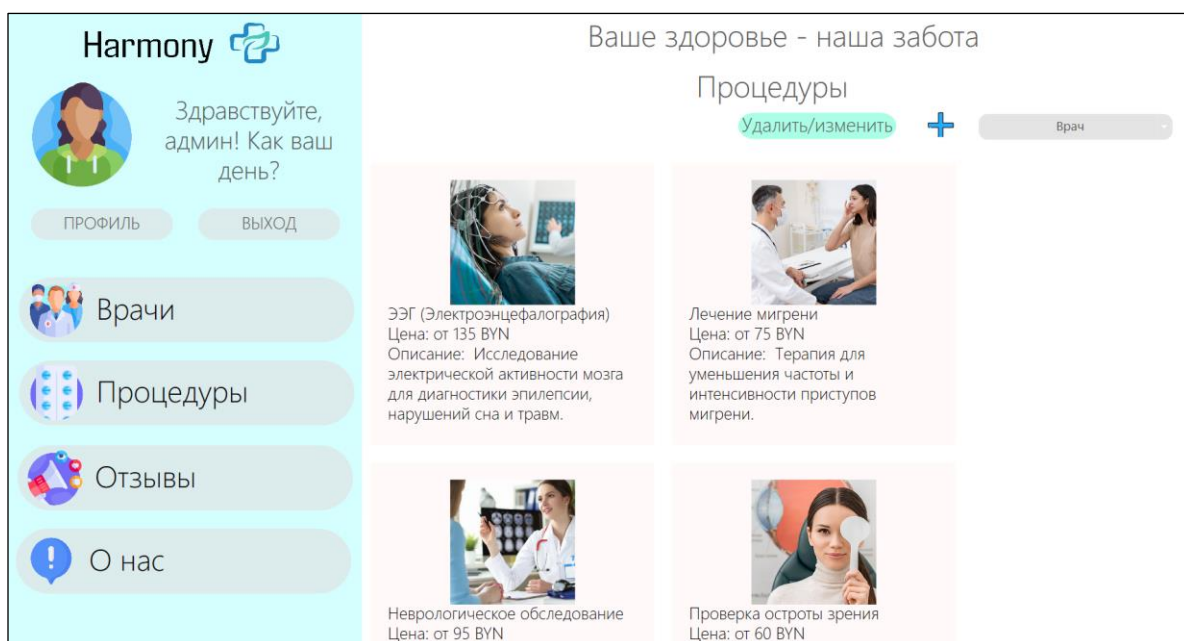 Harmony
Здравствуйте,
админ! Как ваш
день?
ПРОФИЛЬ
ВЫХОД
Врачи
Процедуры
Отзывы
О нас
Ваше здоровье - наша забота
Процедуры
Удалить/изменить
Врач
ЭЭГ (Электроэнцефалография)
Цена: от 135 BYN
Описание: Исследование
электрической активности мозга
для диагностики эпилепсии,
нарушений сна и травм.
Лечение мигрени
Цена: от 75 BYN
Описание: Терапия для
уменьшения частоты и
интенсивности приступов
мигрени.
Неврологическое обследование
Цена: от 95 BYN
Проверка остроты зрения
Цена: от 60 BYN